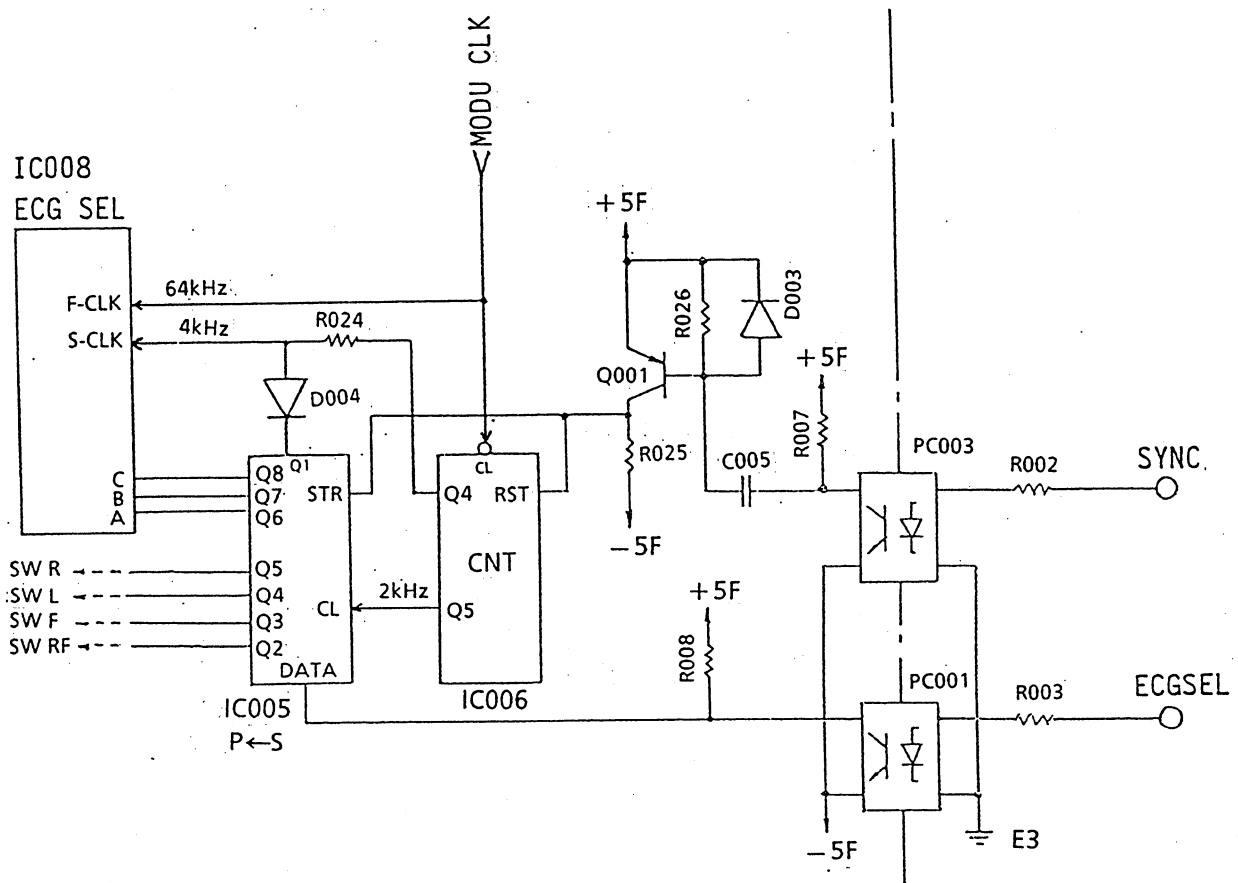 MODU CLK
IC008
ECG SEL
+5F
F-CLK
64kHz
S-CLK
4kHz
R024
R026
D003
Q001
+5F
D004
R007
PC003
SYNC
R002
C005
R025
Q1
CL
C
B
A
Q8
Q7
Q6
STR
Q4
RST
-5F
CNT
SW R
SW L
SW F
SW RF
Q5
Q4
Q3
Q2
CL
2kHz
Q5
+5F
R008
DATA
IC005
P←S
IC006
PC001
R003
ECGSEL
-5F
E3